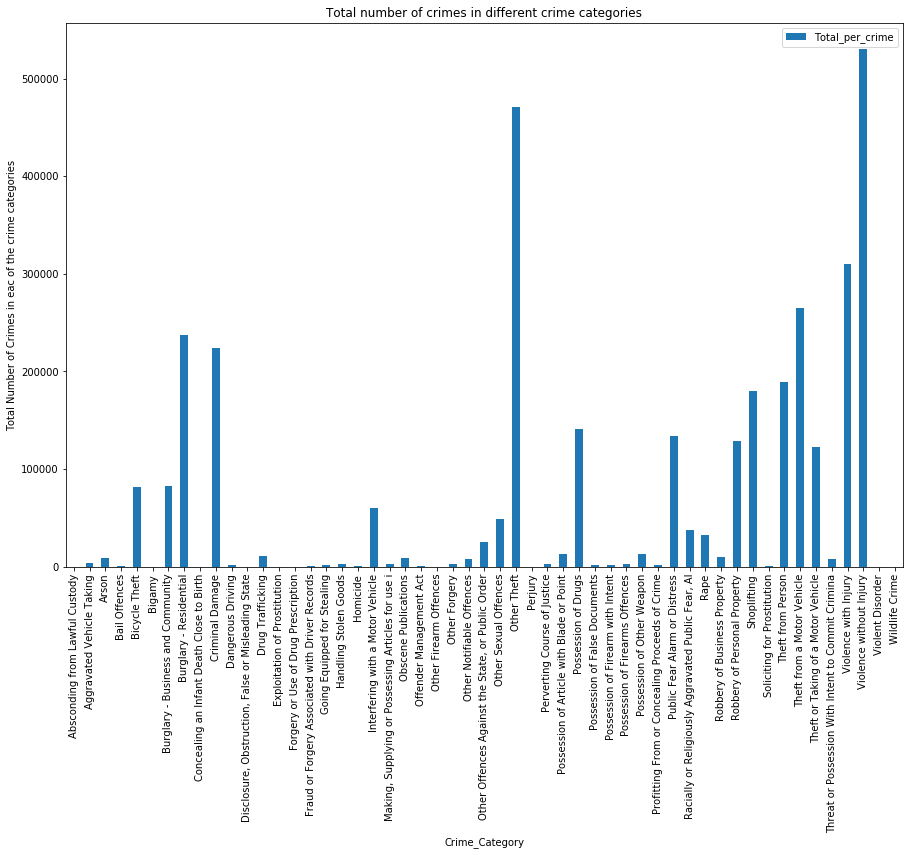 Total number of crimes in different crime categories
Total_per_crime
Total Number of Crimes in eac of the crime categories
500000
400000
300000
200000
100000
0
Absconding from Lawful Custody
Aggravated Vehicle Taking
Arson
Bail Offences
Bicycle Theft
Bigamy
Burglary - Business and Community
Burglary - Residential
Concealing an Infant Death Close to Birth
Criminal Damage
Dangerous Driving
Disclosure, Obstruction, False or Misleading State
Drug Trafficking
Exploitation of Prostitution
Forgery or Use of Drug Prescription
Fraud or Forgery Associated with Driver Records
Going Equipped for Stealing
Handling Stolen Goods
Homicide
Interfering with a Motor Vehicle
Making, Supplying or Possessing Articles for use i
Obscene Publications
Offender Management Act
Other Firearm Offences
Other Forgery
Other Notifiable Offences
Other Offences Against the State, or Public Order
Other Sexual Offences
Other Theft
Perjury
Perverting Course of Justice
Possession of Article with Blade or Point
Possession of Drugs
Possession of False Documents
Possession of Firearm with Intent
Possession of Firearms Offences
Possession of Other Weapon
Profitting From or Concealing Proceeds of Crime
Public Fear Alarm or Distress
Racially or Religiously Aggravated Public Fear, Al
Rape
Robbery of Business Property
Robbery of Personal Property
Shoplifting
Soliciting for Prostitution
Theft from Person
Theft from a Motor Vehicle
Theft or Taking of a Motor Vehicle
Threat or Possession With Intent to Commit Crimina
Violence with Injury
Violence without Injury
Violent Disorder
Wildlife Crime
Crime_Category